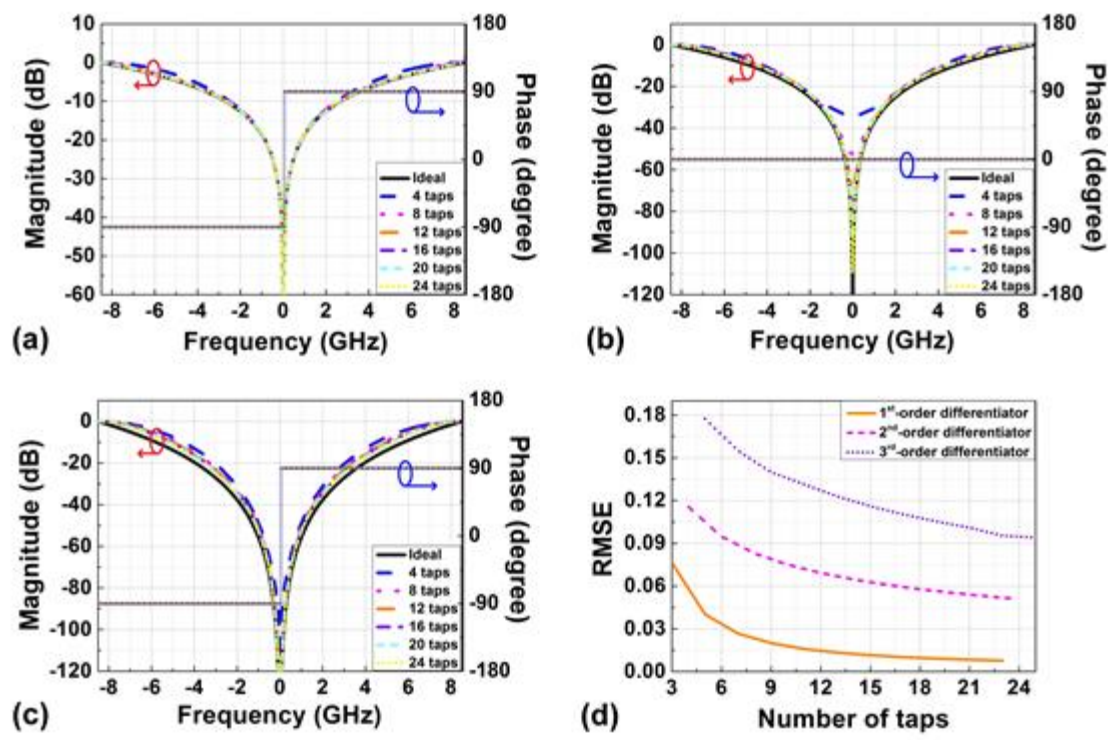 10
0
-10
-20
-30
-40
-50
-60
Magnitude (dB)
180
90
0
-90
-180
Phase (degree)
-8 -6 -4 -2 0 2 4 6 8
Frequency (GHz)
Ideal
4 taps
8 taps
12 taps
16 taps
20 taps
24 taps
(a)
0
-20
-40
-60
-80
-100
-120
Magnitude (dB)
180
90
0
-90
-180
Phase (degree)
-8 -6 -4 -2 0 2 4 6 8
Frequency (GHz)
Ideal
4 taps
8 taps
12 taps
16 taps
20 taps
24 taps
(b)
0
-20
-40
-60
-80
-100
-120
Magnitude (dB)
180
90
0
-90
-180
Phase (degree)
-8 -6 -4 -2 0 2 4 6 8
Frequency (GHz)
Ideal
4 taps
8 taps
12 taps
16 taps
20 taps
24 taps
(c)
0.18
0.15
0.12
0.09
0.06
0.03
0.00
RMSE
1st-order differentiator
2nd-order differentiator
3rd-order differentiator
3 6 9 12 15 18 21 24
Number of taps
(d)